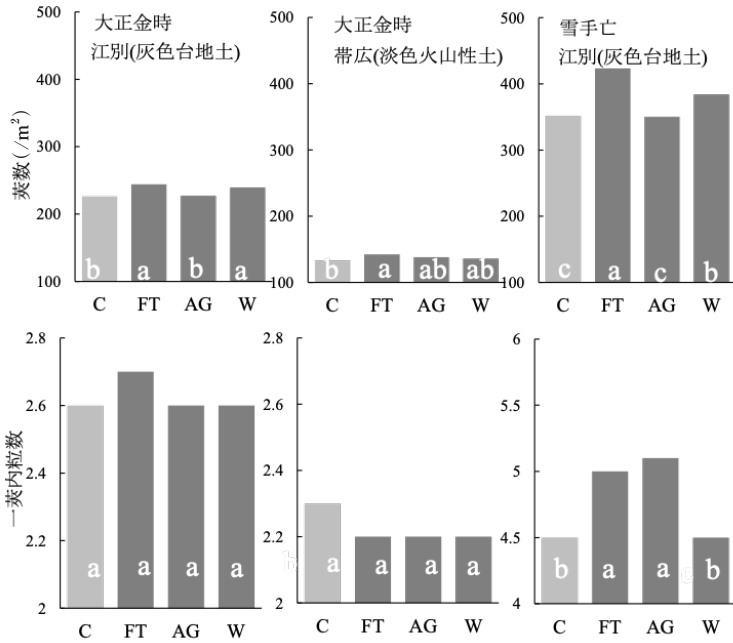 大正金時
江別(灰色台地土)
莢数(/m²)
500
400
300
200
100
b
a
b
a
C
FT
AG
W
大正金時
帯広(淡色火山性土)
500
400
300
200
100
b
a
ab
ab
C
FT
AG
W
雪手亡
江別(灰色台地土)
500
400
300
200
100
c
a
c
b
C
FT
AG
W
一莢内粒数
2.8
2.6
2.4
2.2
2
a
a
a
a
C
FT
AG
W
2.8
2.6
2.4
2.2
2
a
a
a
a
C
FT
AG
W
6
5.5
5
4.5
4
b
a
a
b
C
FT
AG
W